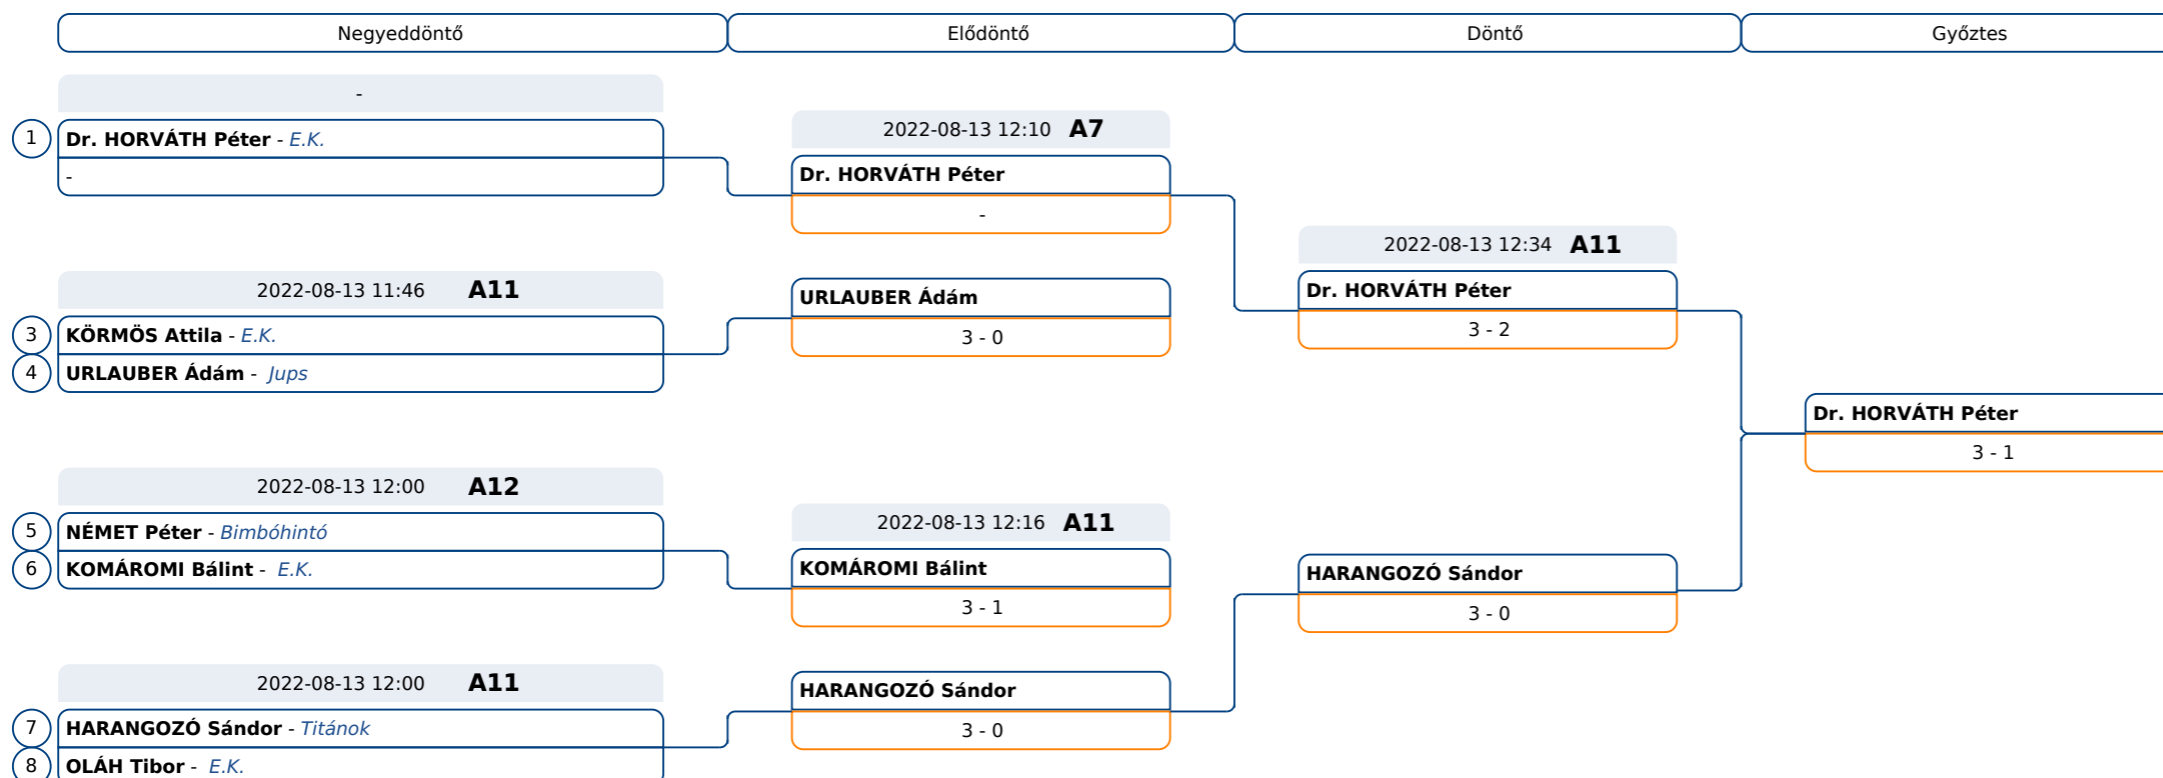 Negyeddöntő
Elődöntő
Döntő
Győztes
-
1 Dr. HORVÁTH Péter - E.K.
-
2022-08-13 11:46 A11
3 KÖRMÖS Attila - E.K.
4 URLAUBER Ádám - Jups
2022-08-13 12:00 A12
5 NÉMET Péter - Bimbóhintó
6 KOMÁROMI Bálint - E.K.
2022-08-13 12:00 A11
7 HARANGOZÓ Sándor - Titánok
8 OLÁH Tibor - E.K.
2022-08-13 12:10 A7
Dr. HORVÁTH Péter
-
URLAUBER Ádám
3 - 0
2022-08-13 12:16 A11
KOMÁROMI Bálint
3 - 1
HARANGOZÓ Sándor
3 - 0
2022-08-13 12:34 A11
Dr. HORVÁTH Péter
3 - 2
HARANGOZÓ Sándor
3 - 0
Dr. HORVÁTH Péter
3 - 1